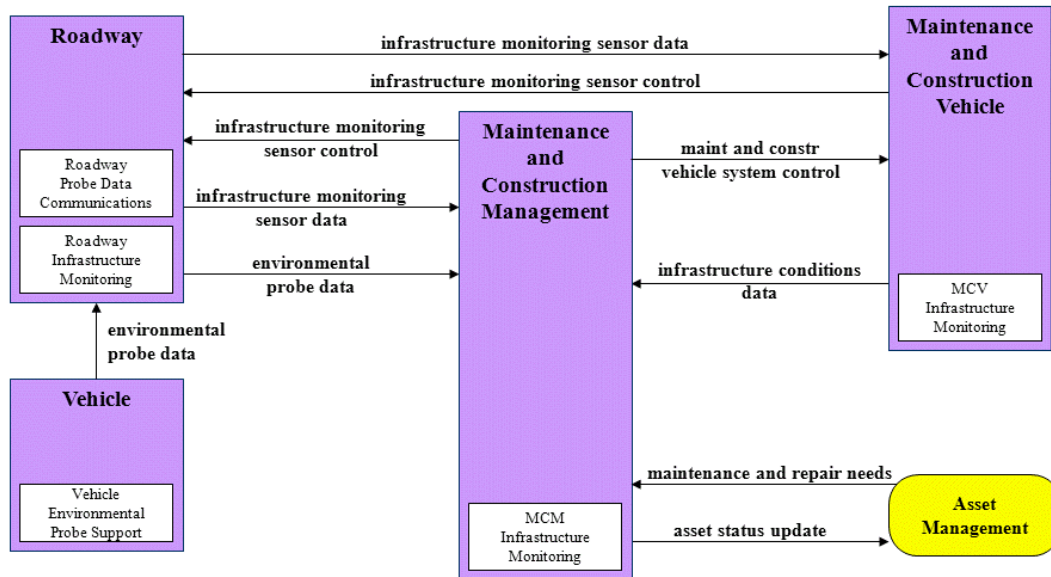 Roadway
infrastructure monitoring sensor data
Maintenance
and
Construction
Vehicle
infrastructure monitoring sensor control
infrastructure monitoring
sensor control
Maintenance
and
Construction
Management
maint and constr
vehicle system control
Roadway
Probe Data
Communications
infrastructure monitoring
sensor data
Roadway
Infrastructure
Monitoring
environmental
probe data
infrastructure conditions
data
MCV
Infrastructure
Monitoring
environmental
probe data
Vehicle
Vehicle
Environmental
Probe Support
maintenance and repair needs
Asset
Management
MCM
Infrastructure
Monitoring
asset status update